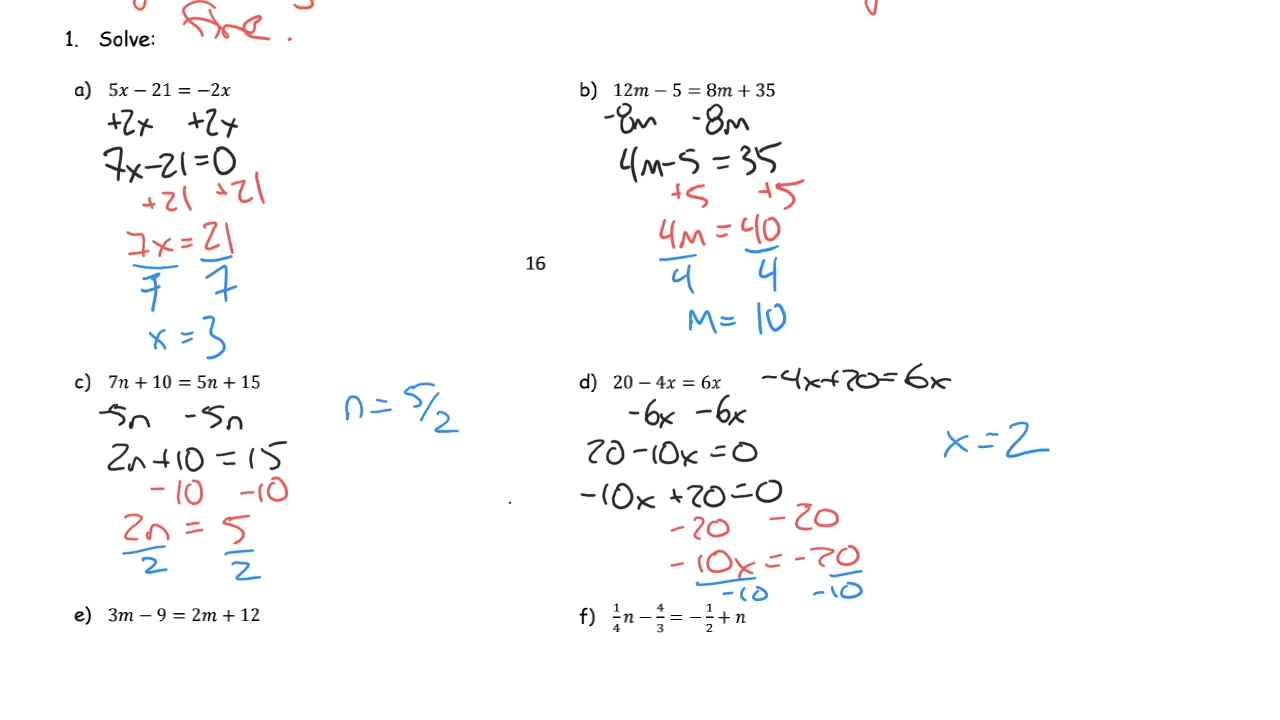 fine.
1. Solve:
a) 5x − 21 = −2x
+2x +2x
7x−21=0
+21 +21
7x = 21
7 7
x = 3
b) 12m − 5 = 8m + 35
-8m -8m
4m-5 = 35
+5 +5
4m = 40
4 4
m = 10
16
c) 7n + 10 = 5n + 15
-5n -5n
2n+10 = 15
-10 -10
2n = 5
2 2
n = 5/2
d) 20 − 4x = 6x
-4x+20=6x
-6x -6x
20-10x = 0
-10x +20=0
-20 -20
-10x = -20
-10 -10
x = 2
e) 3m − 9 = 2m + 12
f) 1/4 n − 4/3 = − 1/2 + n